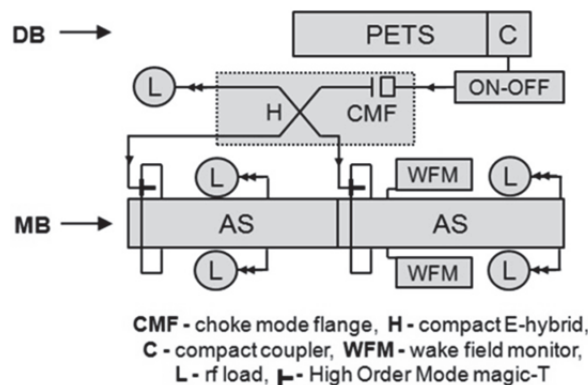 DB
PETS
C
L
ON-OFF
H
CMF
L
WFM
L
MB
AS
AS
L
WFM
L
CMF - choke mode flange, H - compact E-hybrid,
C - compact coupler, WFM - wake field monitor,
L - rf load, - High Order Mode magic-T